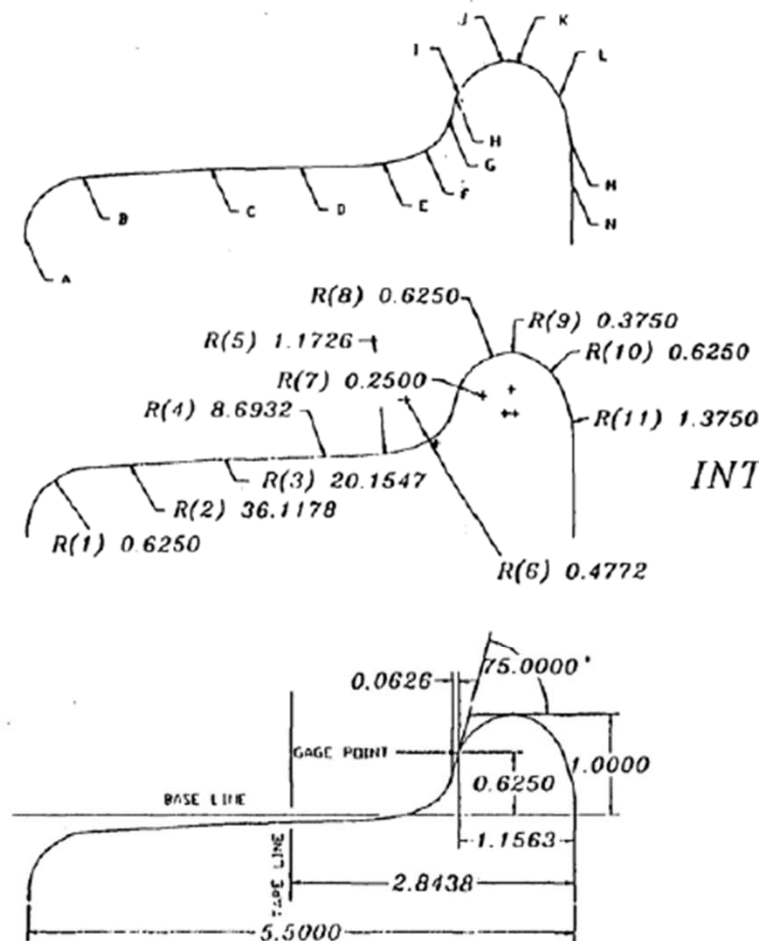 J K
I L
H
G
F
B C D E M
N
A
R(8) 0.6250
R(9) 0.3750
R(5) 1.1726
R(10) 0.6250
R(7) 0.2500
R(4) 8.6932
R(11) 1.3750
R(3) 20.1547
INT
R(2) 36.1178
R(1) 0.6250
R(6) 0.4772
0.0626
75.0000°
GAGE POINT
1.0000
0.6250
BASE LINE
1.1563
TAPE LINE
2.8438
5.5000